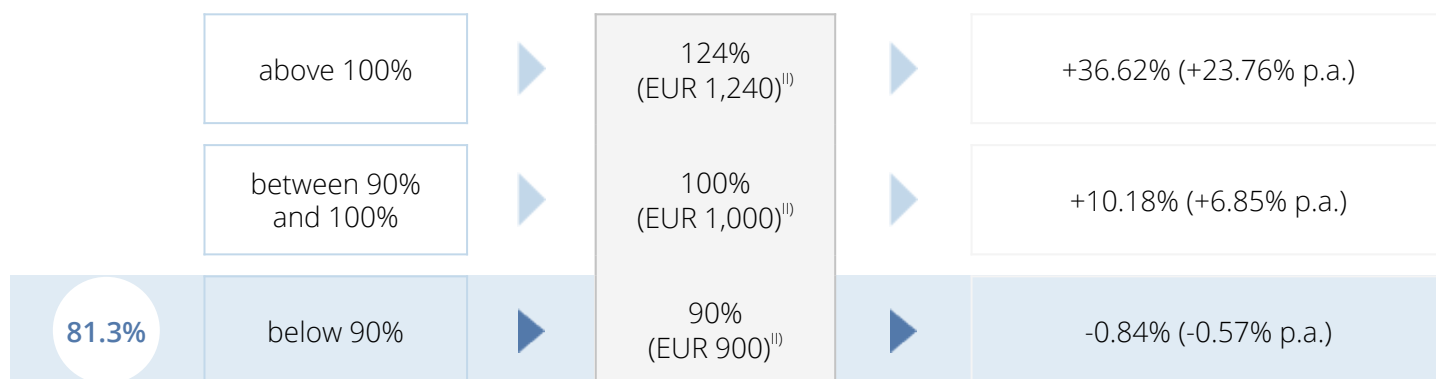 above 100%
124%
(EUR 1,240)II)
+36.62% (+23.76% p.a.)
between 90%
and 100%
100%
(EUR 1,000)II)
+10.18% (+6.85% p.a.)
81.3%
below 90%
90%
(EUR 900)II)
-0.84% (-0.57% p.a.)